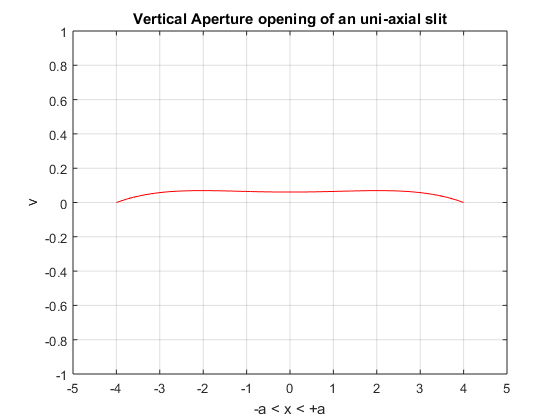 Vertical Aperture opening of an uni-axial slit
1
0.8
0.6
0.4
0.2
0
-0.2
-0.4
-0.6
-0.8
-1
v
-5 -4 -3 -2 -1 0 1 2 3 4 5
-a < x < +a